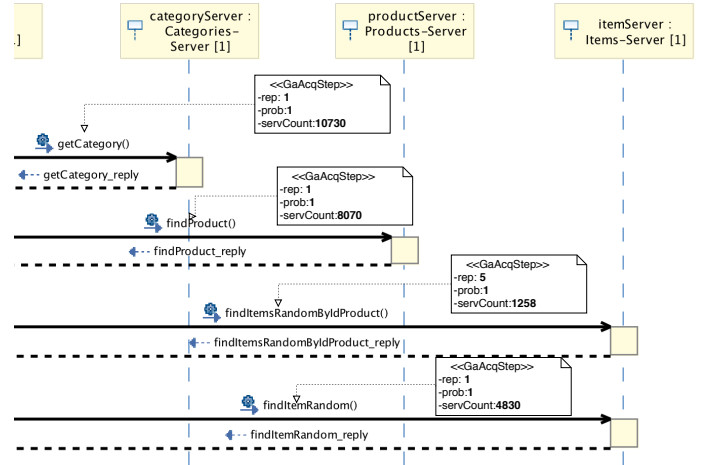 .]
categoryServer :
Categories-
Server [1]
productServer :
Products-Server
[1]
itemServer :
Items-Server [1]
<<GaAcqStep>>
-rep: 1
-prob:1
-servCount:10730
getCategory()
getCategory_reply
<<GaAcqStep>>
-rep: 1
-prob:1
-servCount:8070
findProduct()
findProduct_reply
<<GaAcqStep>>
-rep: 5
-prob:1
-servCount:1258
findItemsRandomByIdProduct()
findItemsRandomByIdProduct_reply
<<GaAcqStep>>
-rep: 1
-prob:1
-servCount:4830
findItemRandom()
findItemRandom_reply